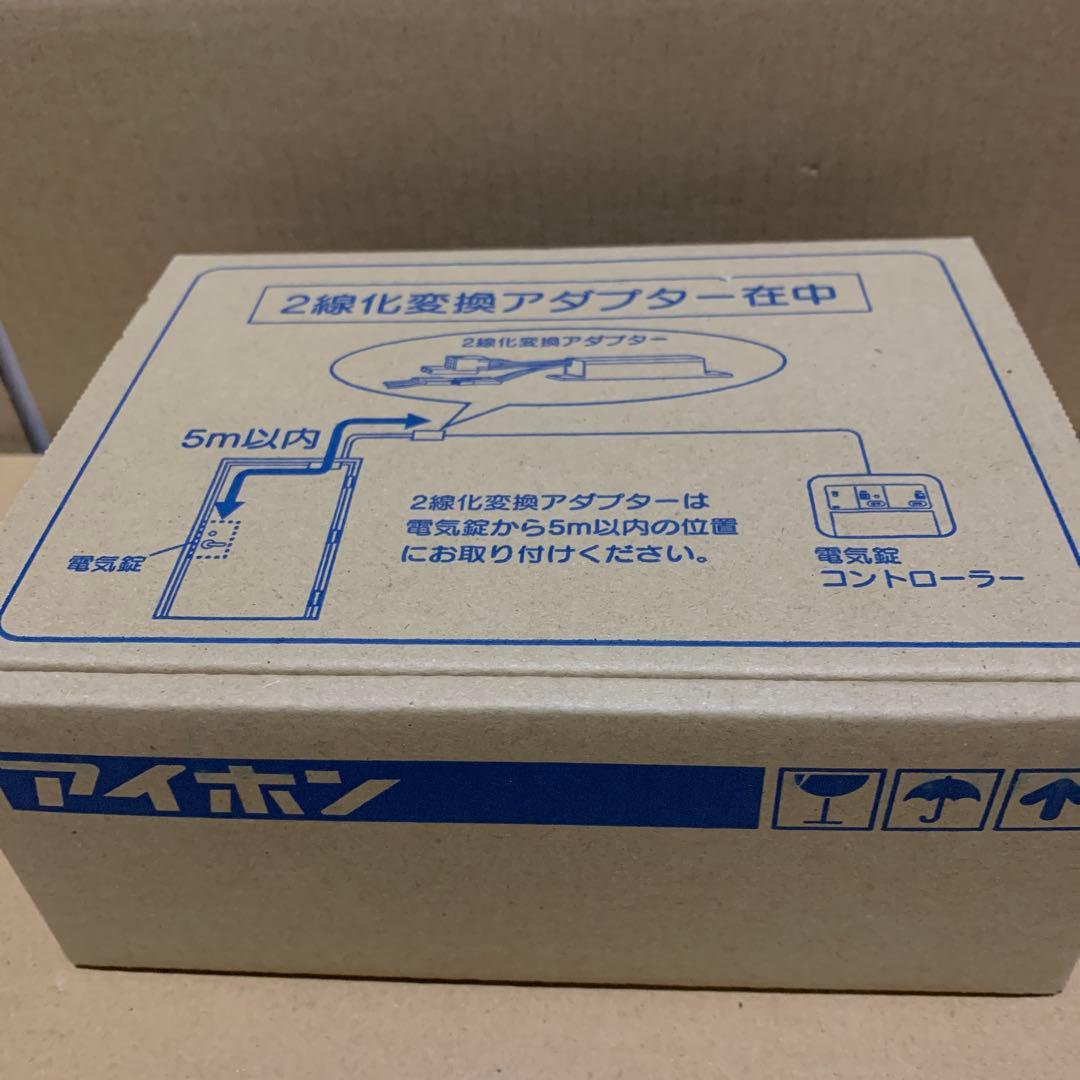 2線化変換アダプター在中
2線化変換アダプター
5m以内
2線化変換アダプターは
電気錠から5m以内の位置
にお取り付けください。
電気錠
電気錠
コントローラー
アイホン